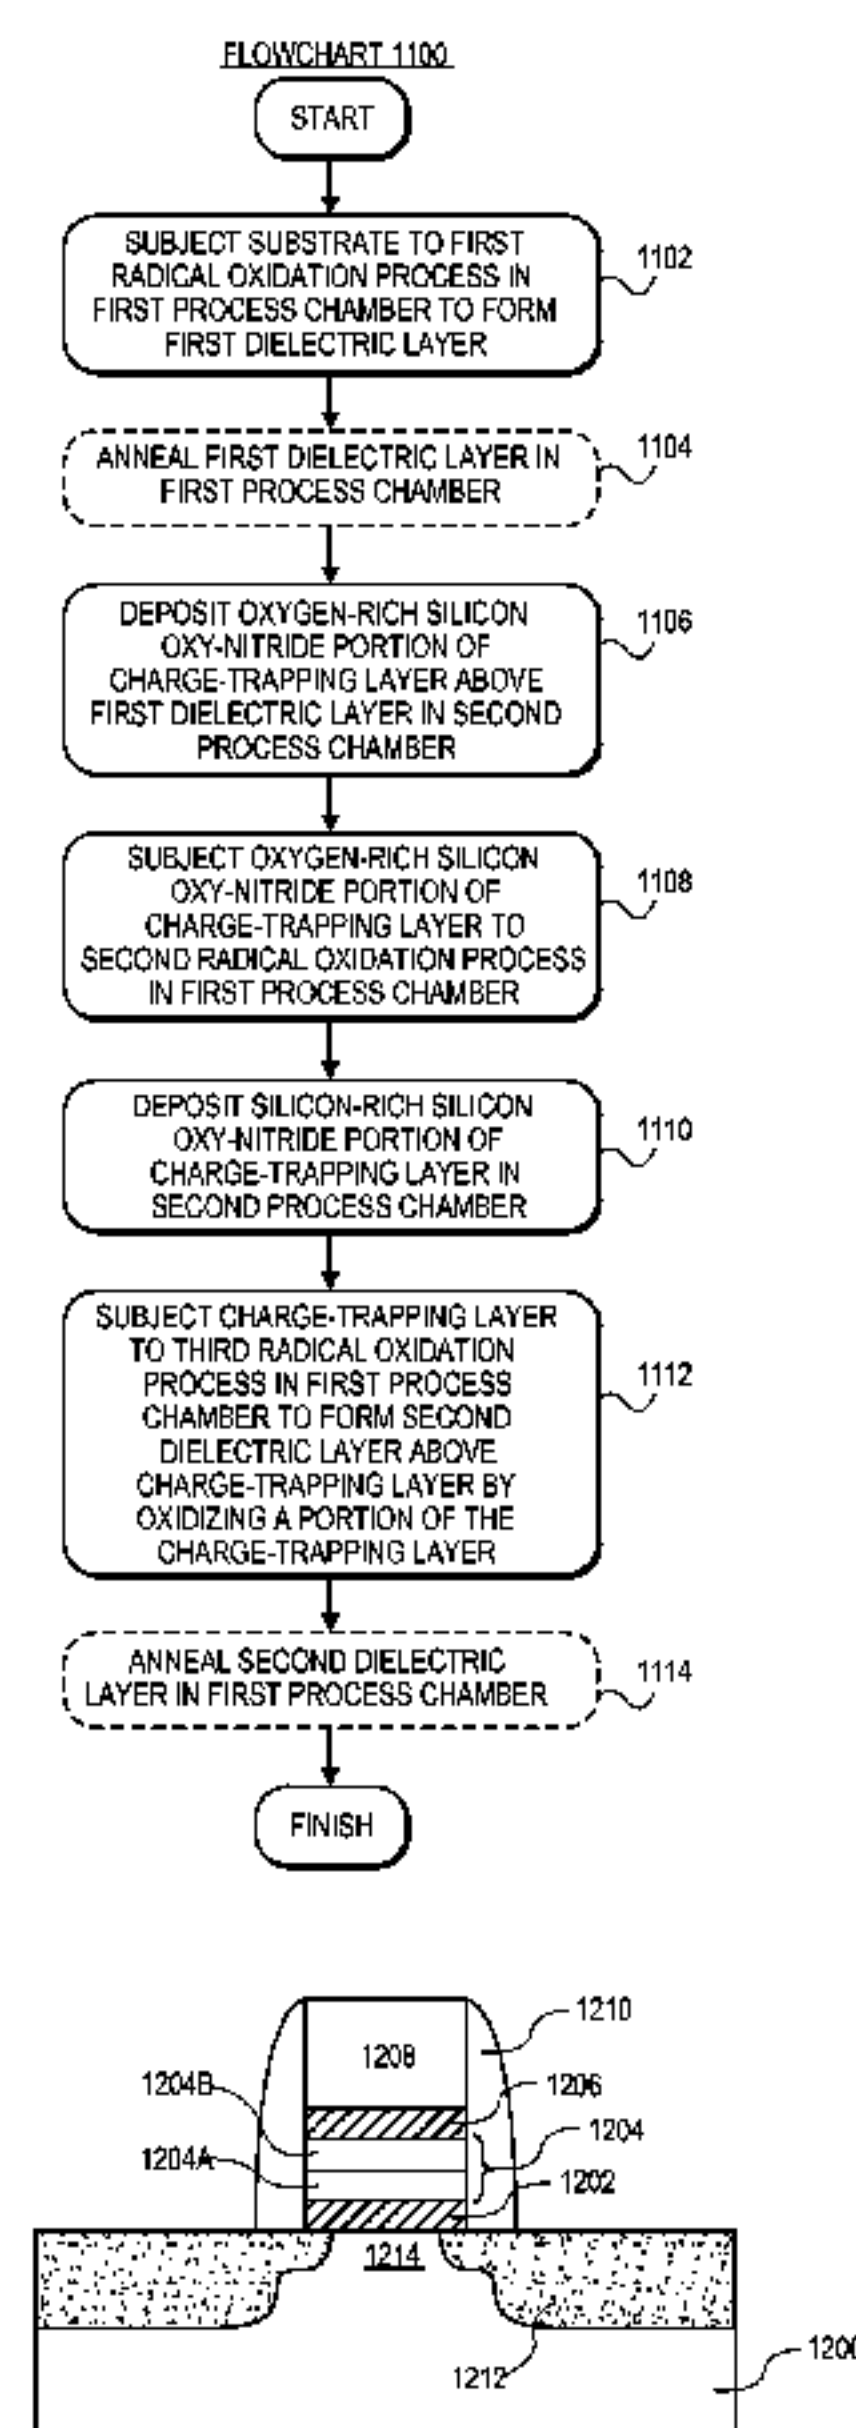 FLOWCHART 1100
START
SUBJECT SUBSTRATE TO FIRST
RADICAL OXIDATION PROCESS IN
FIRST PROCESS CHAMBER TO FORM
FIRST DIELECTRIC LAYER
1102
ANNEAL FIRST DIELECTRIC LAYER IN
FIRST PROCESS CHAMBER
1104
DEPOSIT OXYGEN-RICH SILICON
OXY-NITRIDE PORTION OF
CHARGE-TRAPPING LAYER ABOVE
FIRST DIELECTRIC LAYER IN SECOND
PROCESS CHAMBER
1106
SUBJECT OXYGEN-RICH SILICON
OXY-NITRIDE PORTION OF
CHARGE-TRAPPING LAYER TO
SECOND RADICAL OXIDATION PROCESS
IN FIRST PROCESS CHAMBER
1108
DEPOSIT SILICON-RICH SILICON
OXY-NITRIDE PORTION OF
CHARGE-TRAPPING LAYER IN
SECOND PROCESS CHAMBER
1110
SUBJECT CHARGE-TRAPPING LAYER
TO THIRD RADICAL OXIDATION
PROCESS IN FIRST PROCESS
CHAMBER TO FORM SECOND
DIELECTRIC LAYER ABOVE
CHARGE-TRAPPING LAYER BY
OXIDIZING A PORTION OF THE
CHARGE-TRAPPING LAYER
1112
ANNEAL SECOND DIELECTRIC
LAYER IN FIRST PROCESS CHAMBER
1114
FINISH
1210
1208
1204B
1206
1204
1204A
1202
1214
1212
1200